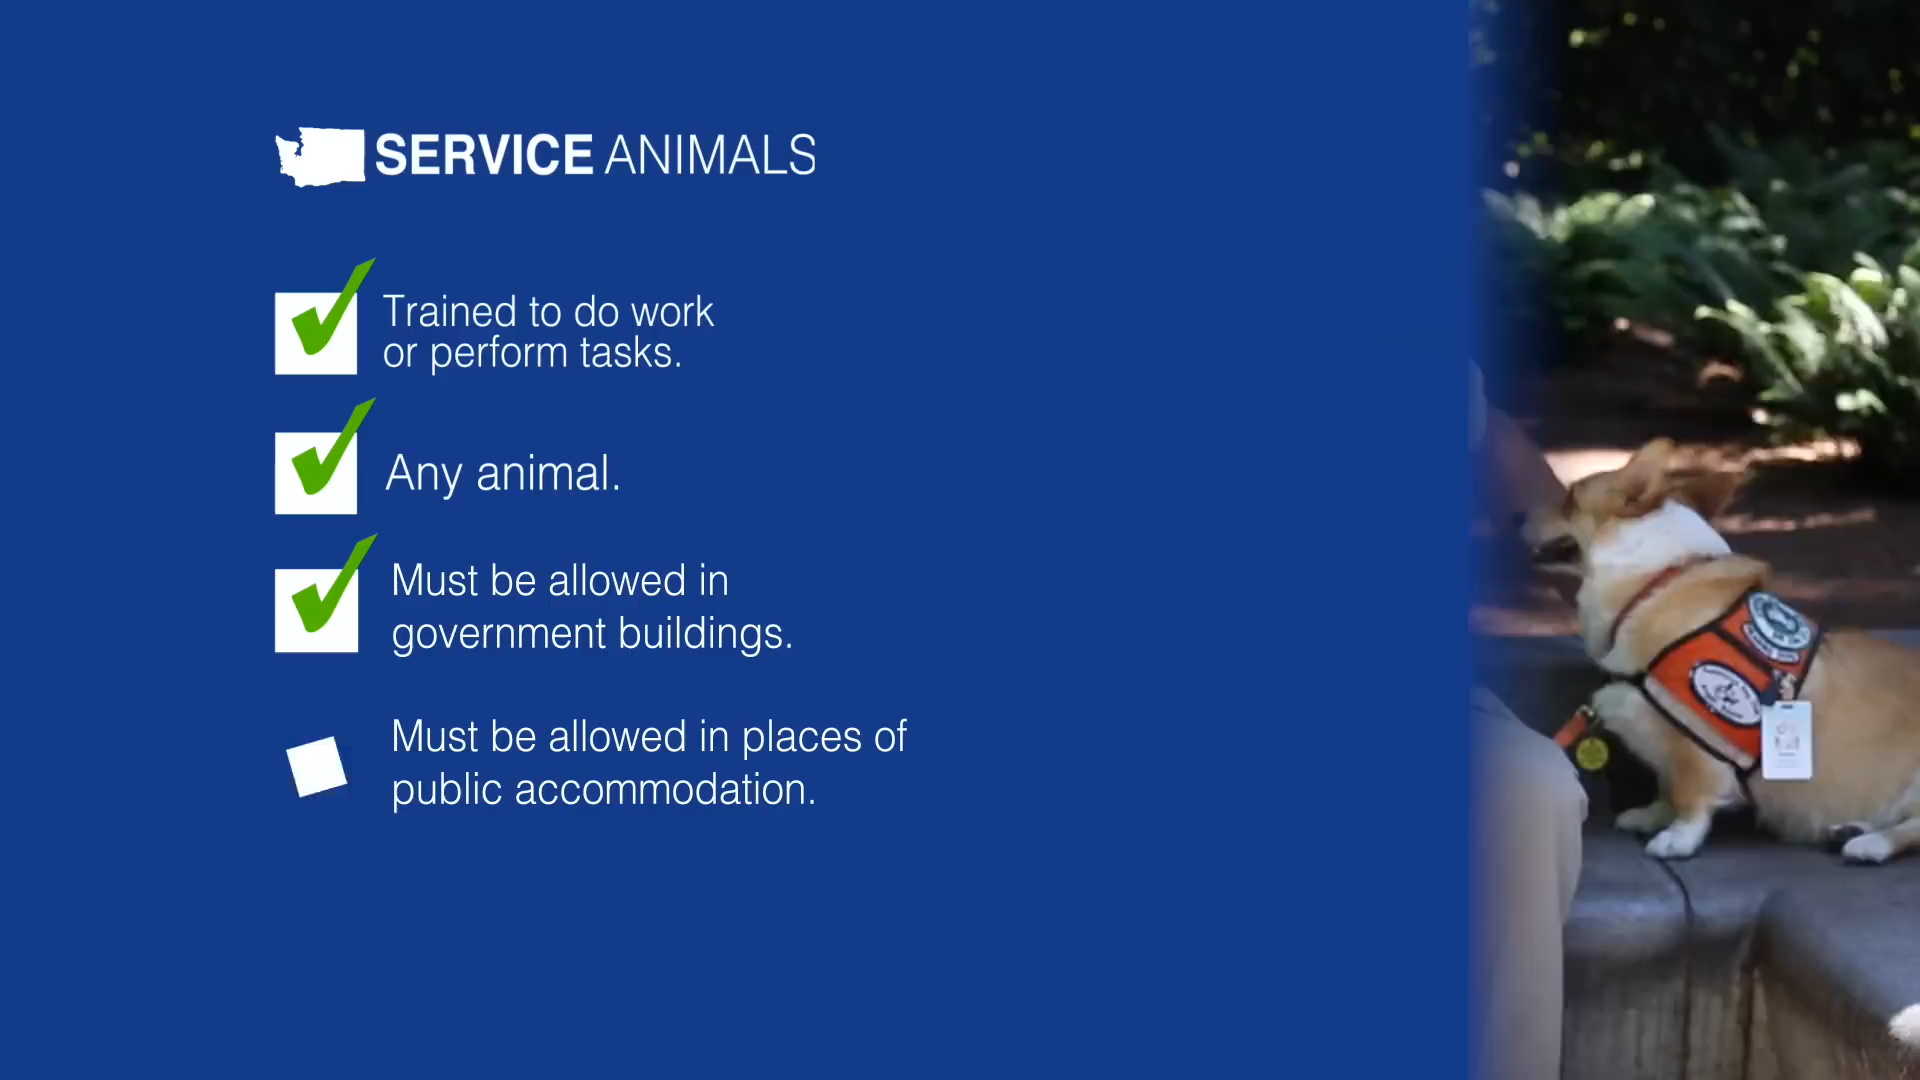 SERVICE ANIMALS
Trained to do work
or perform tasks.
Any animal.
Must be allowed in
government buildings.
Must be allowed in places of
public accommodation.